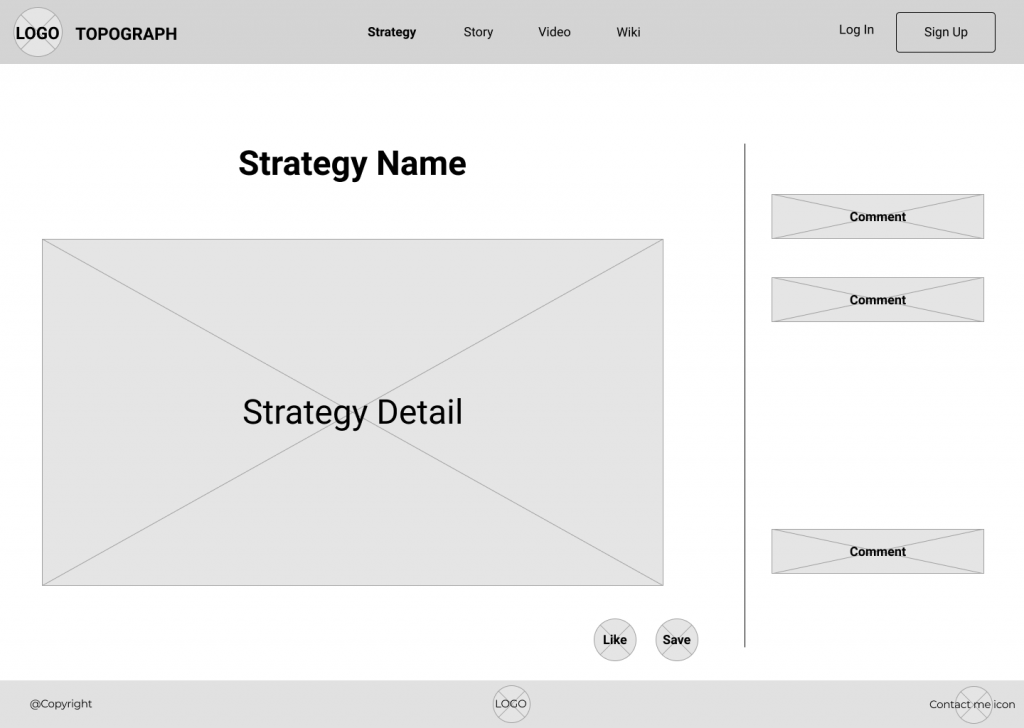 LOGO
TOPOGRAPH
Strategy
Story
Video
Wiki
Log In
Sign Up
Strategy Name
Strategy Detail
Like
Save
Comment
Comment
Comment
@Copyright
LOGO
Contact me icon